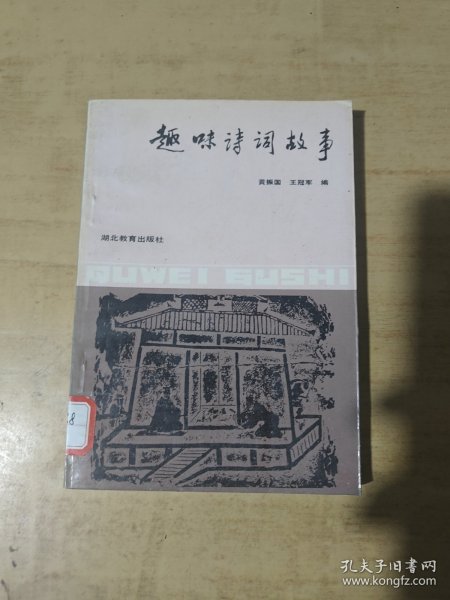 趣味诗词故事
黄振国 王冠军 编
湖北教育出版社
QUWEI GUSHI
8
孔夫子旧书网
www.kongfz.com